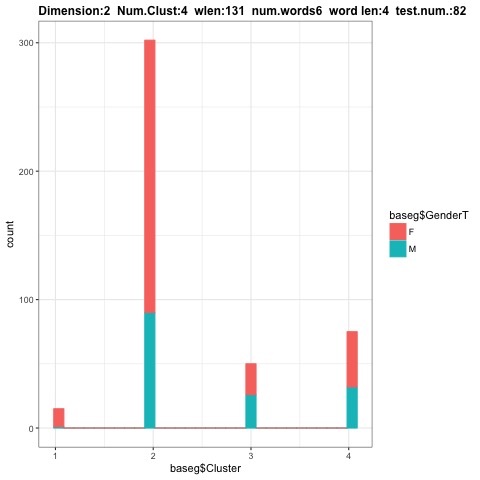 Dimension:2  Num.Clust:4  wlen:131  num.words6  word len:4  test.num.:82
300
200
100
0
count
1 2 3 4
baseg$Cluster
baseg$GenderT
F
M